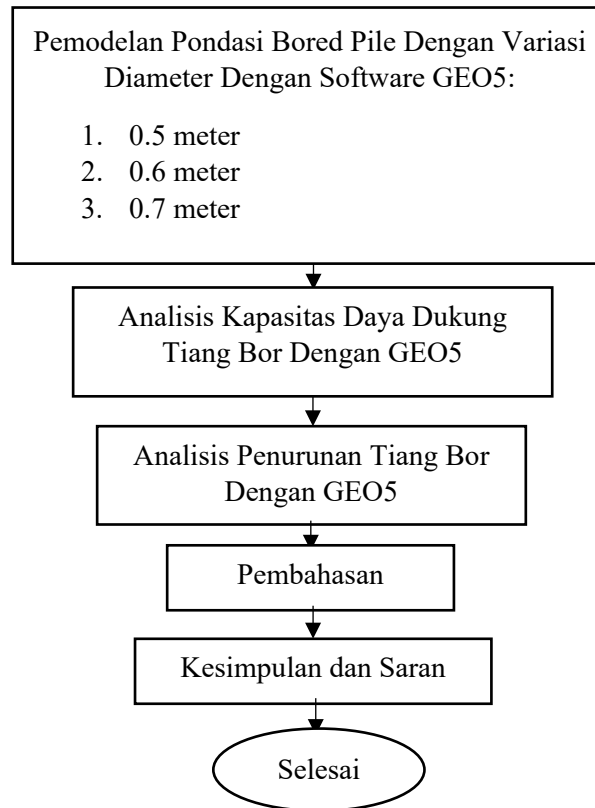 Pemodelan Pondasi Bored Pile Dengan Variasi
Diameter Dengan Software GEO5:
1. 0.5 meter
2. 0.6 meter
3. 0.7 meter
Analisis Kapasitas Daya Dukung
Tiang Bor Dengan GEO5
Analisis Penurunan Tiang Bor
Dengan GEO5
Pembahasan
Kesimpulan dan Saran
Selesai